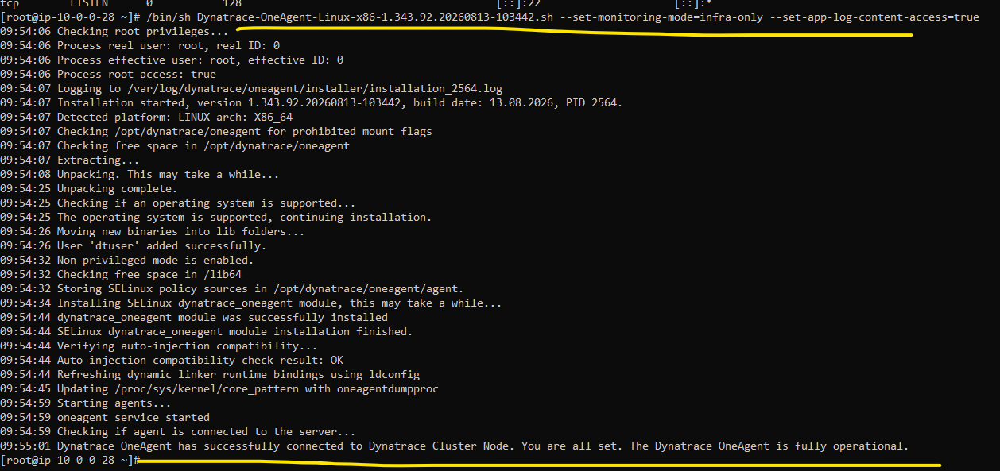 tcp LISTEN 0 128 [::]:22 [::]:*
[root@ip-10-0-0-28 ~]# /bin/sh Dynatrace-OneAgent-Linux-x86-1.343.92.20260813-103442.sh --set-monitoring-mode=infra-only --set-app-log-content-access=true
09:54:06 Checking root privileges...
09:54:06 Process real user: root, real ID: 0
09:54:06 Process effective user: root, effective ID: 0
09:54:06 Process root access: true
09:54:07 Logging to /var/log/dynatrace/oneagent/installer/installation_2564.log
09:54:07 Installation started, version 1.343.92.20260813-103442, build date: 13.08.2026, PID 2564.
09:54:07 Detected platform: LINUX arch: X86_64
09:54:07 Checking /opt/dynatrace/oneagent for prohibited mount flags
09:54:07 Checking free space in /opt/dynatrace/oneagent
09:54:07 Extracting...
09:54:08 Unpacking. This may take a while...
09:54:25 Unpacking complete.
09:54:25 Checking if an operating system is supported...
09:54:25 The operating system is supported, continuing installation.
09:54:26 Moving new binaries into lib folders...
09:54:26 User 'dtuser' added successfully.
09:54:32 Non-privileged mode is enabled.
09:54:32 Checking free space in /lib64
09:54:32 Storing SELinux policy sources in /opt/dynatrace/oneagent/agent.
09:54:34 Installing SELinux dynatrace_oneagent module, this may take a while...
09:54:44 dynatrace_oneagent module was successfully installed
09:54:44 SELinux dynatrace_oneagent module installation finished.
09:54:44 Verifying auto-injection compatibility...
09:54:44 Auto-injection compatibility check result: OK
09:54:44 Refreshing dynamic linker runtime bindings using ldconfig
09:54:45 Updating /proc/sys/kernel/core_pattern with oneagentdumpproc
09:54:59 Starting agents...
09:54:59 oneagent service started
09:54:59 Checking if agent is connected to the server...
09:55:01 Dynatrace OneAgent has successfully connected to Dynatrace Cluster Node. You are all set. The Dynatrace OneAgent is fully operational.
[root@ip-10-0-0-28 ~]#